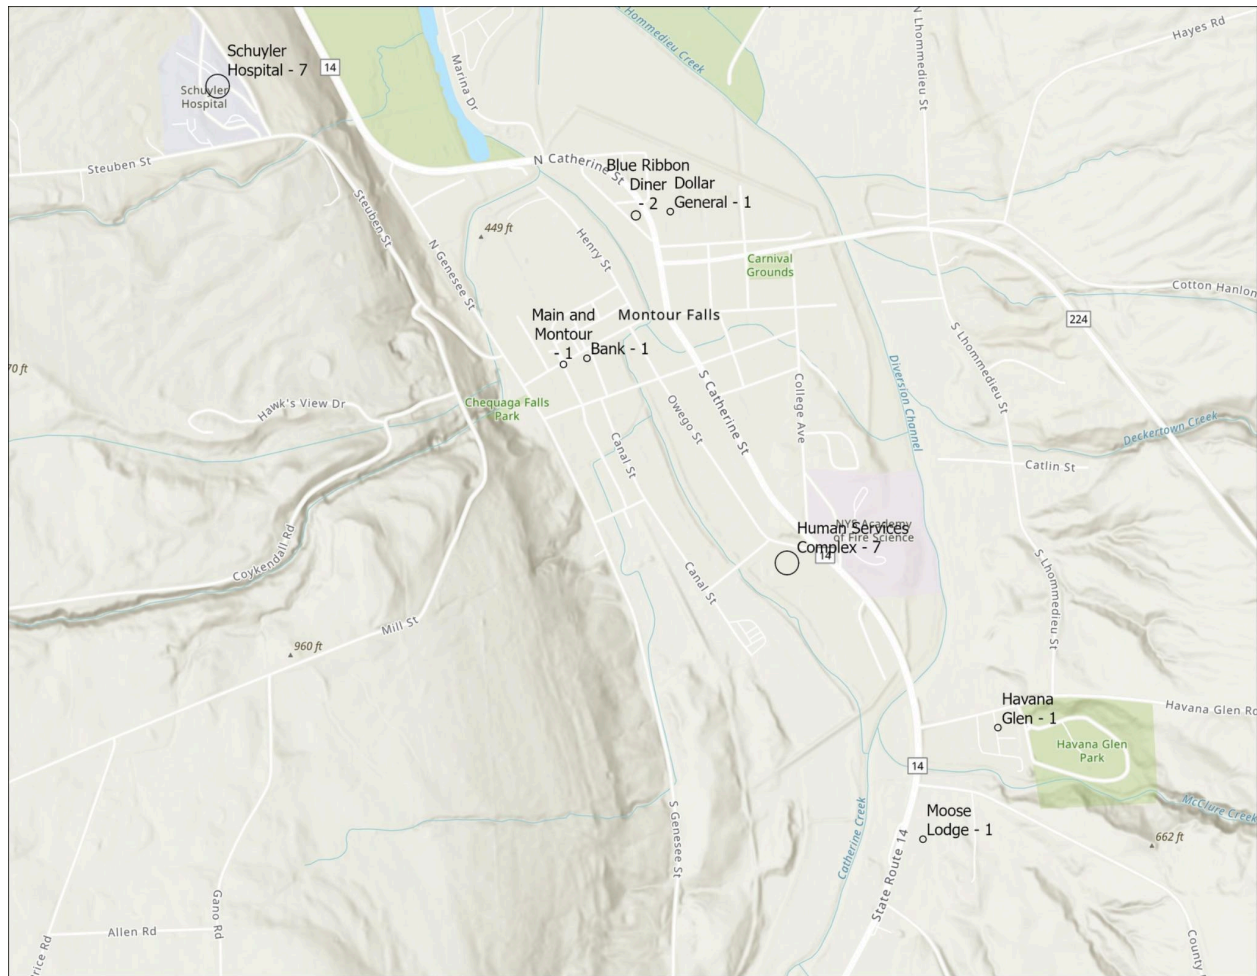 Schuyler
Hospital - 7
14
Schuyler
Hospital
Steuben St
Steuben St
Marina Dr
Hommedieu Creek
N Lhommedieu St
Hayes Rd
N Catherine St
Blue Ribbon
Diner
- 2
Dollar
General - 1
449 ft
N Genesee St
Henry St
Carnival
Grounds
Cotton Hanlon
224
Main and
Montour
- 1
Bank - 1
Montour Falls
S Lhommedieu St
Diversion Channel
70 ft
Hawk's View Dr
Chequaga Falls
Park
S Catherine St
College Ave
Owego St
Canal St
Deckertown Creek
Catlin St
NYS Academy
of Fire Science
Human Services
Complex - 7
14
Coykendall Rd
Canal St
S Lhommedieu St
Mill St
960 ft
Havana
Glen - 1
Havana Glen Rd
Havana Glen
Park
14
McClure Creek
Moose
Lodge - 1
662 ft
S Genesee St
Catherine Creek
State Route 14
Gano Rd
Allen Rd
Price Rd
County